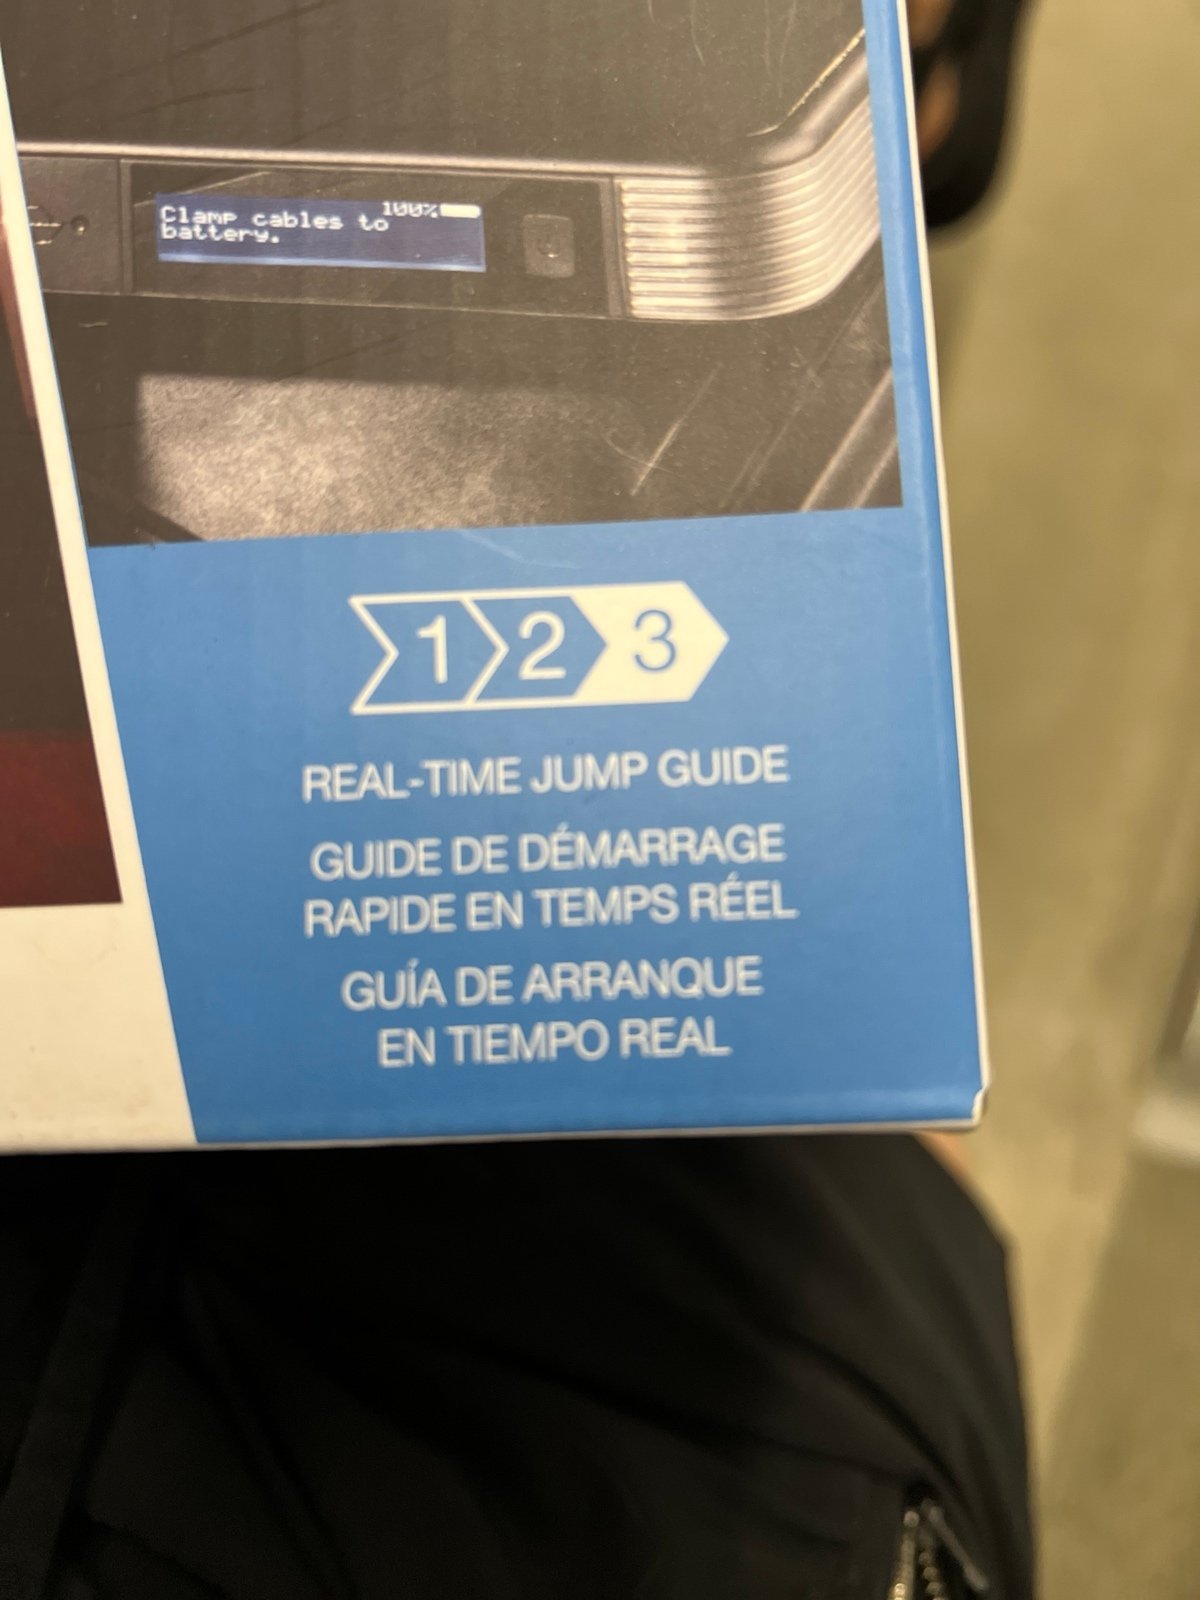 100%
Clamp cables to
battery.
1 2 3
REAL-TIME JUMP GUIDE
GUIDE DE DÉMARRAGE
RAPIDE EN TEMPS RÉEL
GUÍA DE ARRANQUE
EN TIEMPO REAL